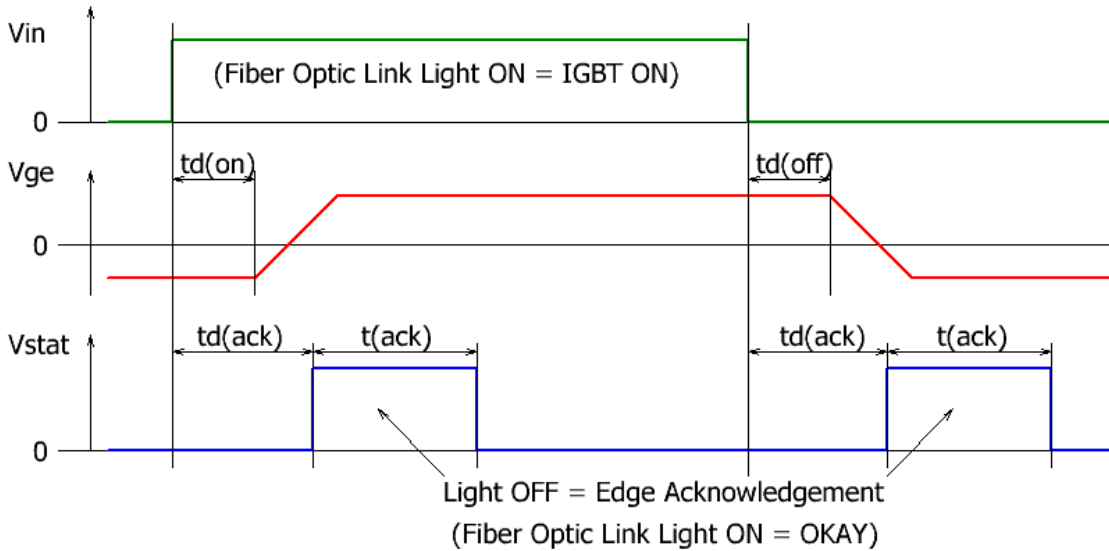 Vin
(Fiber Optic Link Light ON = IGBT ON)
0
Vge
td(on)
td(off)
0
Vstat
td(ack)
t(ack)
td(ack)
t(ack)
0
Light OFF = Edge Acknowledgement
(Fiber Optic Link Light ON = OKAY)